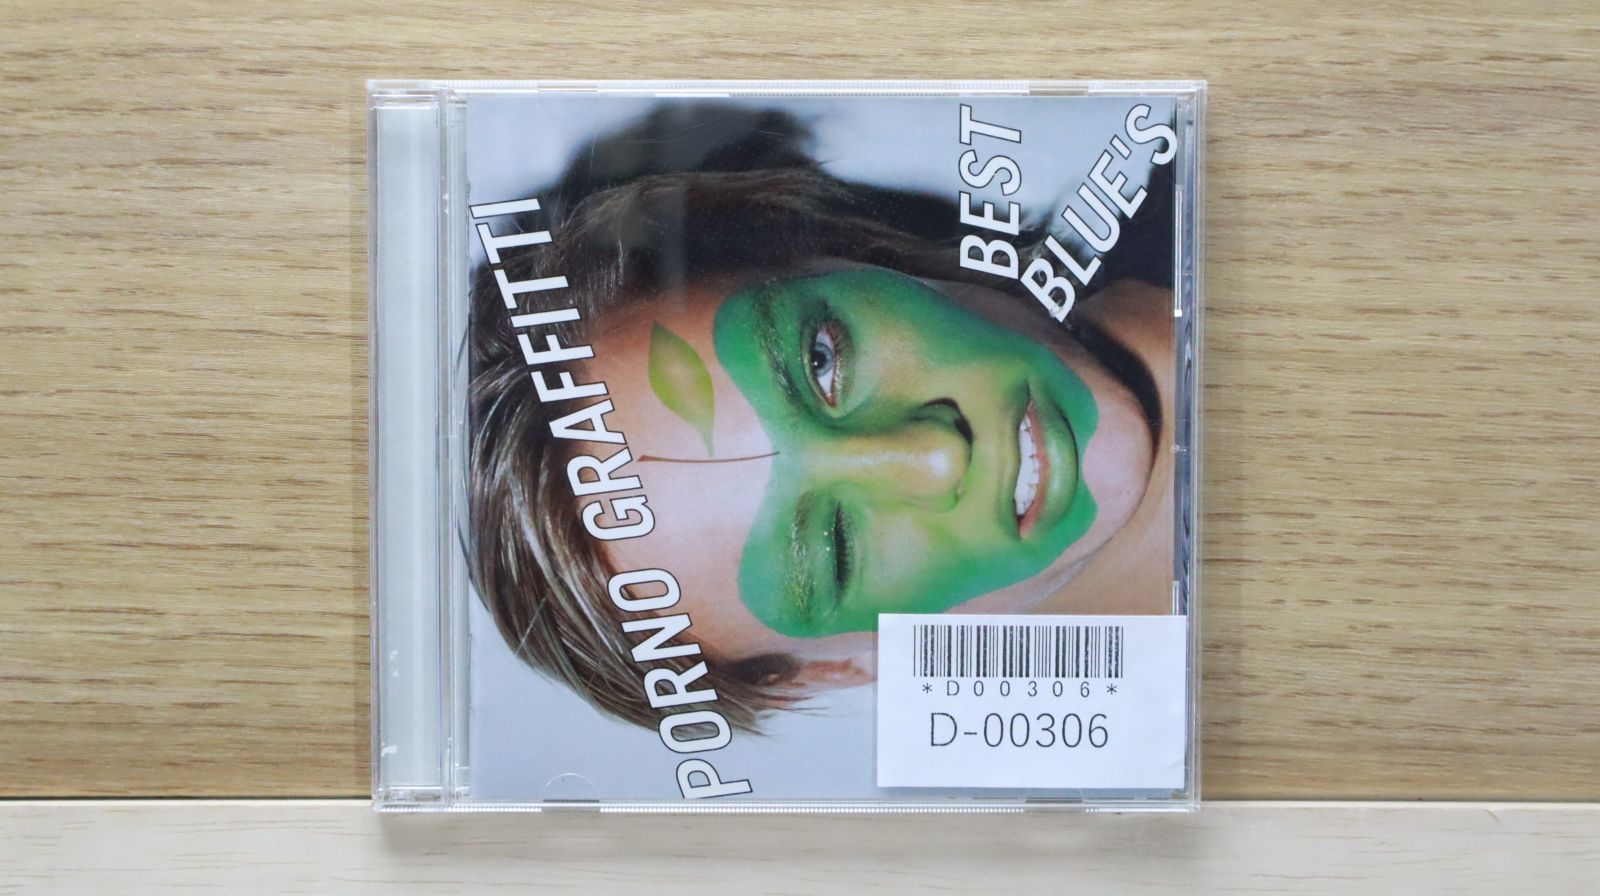 PORNO GRAFFITTI
BEST
BLUE'S
*D00306*
D-00306